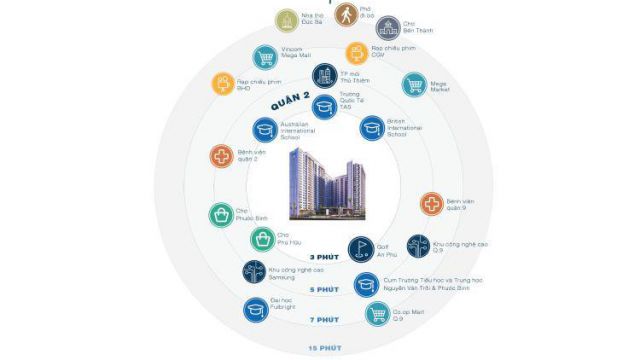 Nhà thờ
Đức Bà
Phố
đi bộ
Chợ
Bến Thành
Vincom
Mega Mall
Rạp chiếu phim
CGV
Rạp chiếu phim
BHD
TP mới
Thủ Thiêm
Mega
Market
QUẬN 2
Trường
Quốc Tế
TAS
Australian
International
School
British
International
School
Bệnh viện
quận 2
Chợ
Phước Bình
Bệnh viện
quận 9
Chợ
Phú Hữu
Golf
An Phú
Khu công nghệ cao
Q.9
3 PHÚT
Khu công nghệ cao
Samsung
Cụm Trường Tiểu học và Trung học
Nguyễn Văn Trỗi & Phước Bình
5 PHÚT
Đại học
Fulbright
Co.op Mart
Q.9
7 PHÚT
15 PHÚT